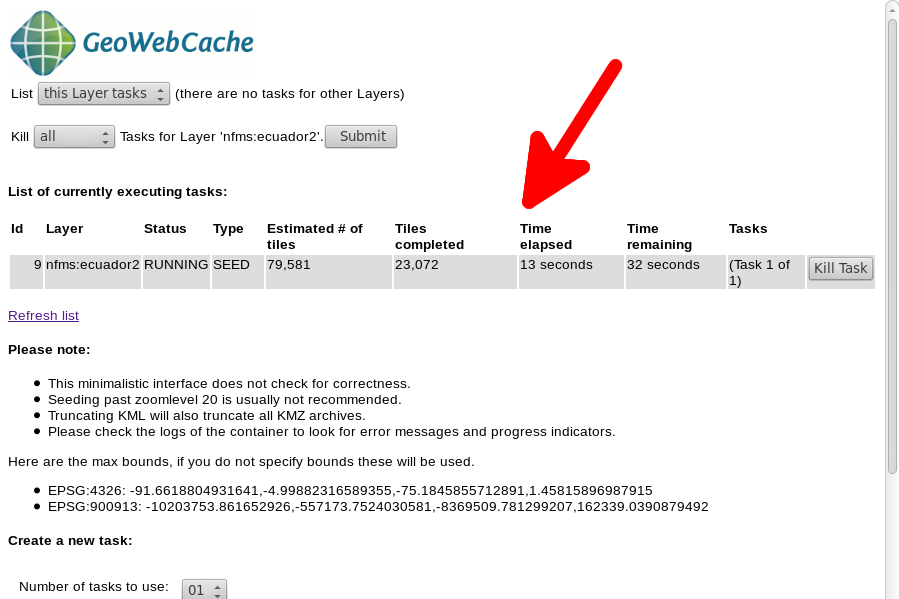 GeoWebCache
List this Layer tasks (there are no tasks for other Layers)
Kill all Tasks for Layer 'nfms:ecuador2'. Submit
List of currently executing tasks:
Id Layer Status TYPE Estimated # of tiles Tiles completed Time elapsed Time remaining Tasks
9 nfms:ecuador2 RUNNING SEED 79,581 23,072 13 seconds 32 seconds (Task 1 of 1) Kill Task
Refresh list
Please note:
This minimalistic interface does not check for correctness.
Seeding past zoomlevel 20 is usually not recommended.
Truncating KML will also truncate all KMZ archives.
Please check the logs of the container to look for error messages and progress indicators.
Here are the max bounds, if you do not specify bounds these will be used.
EPSG:4326: -91.6618804931641,-4.99882316589355,-75.1845855712891,1.45815896987915
EPSG:900913: -10203753.861652926,-557173.7524030581,-8369509.781299207,162339.0390879492
Create a new task:
Number of tasks to use: 01